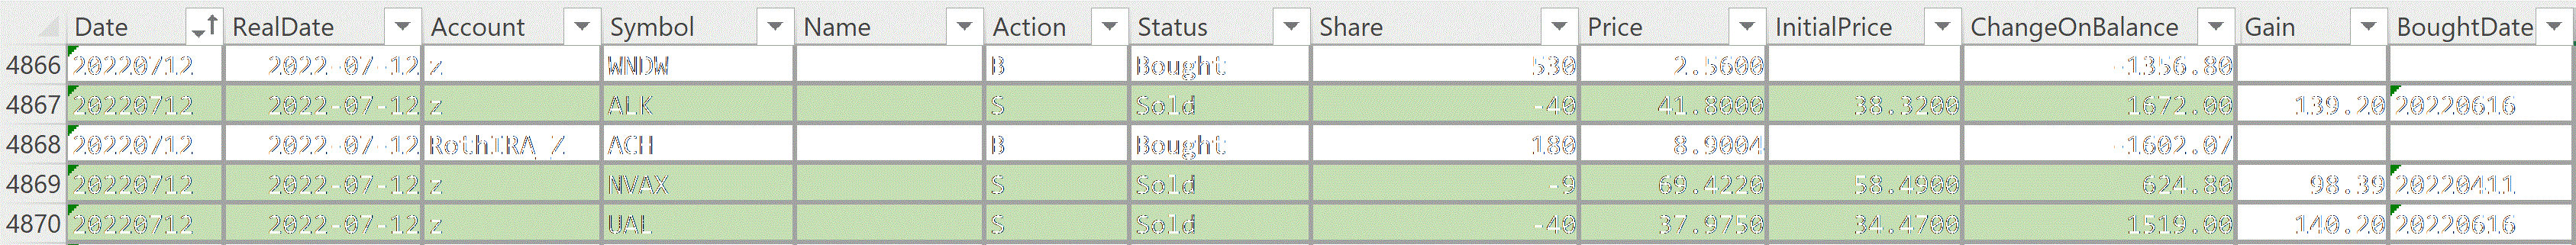 Date RealDate Account Symbol Name Action Status Share Price InitialPrice ChangeOnBalance Gain BoughtDate
4866 20220712 2022-07-12 z WNDW B Bought 530 2.5600 -1356.80
4867 20220712 2022-07-12 z ALK S Sold -40 41.8000 38.3200 1672.00 139.20 20220616
4868 20220712 2022-07-12 RothIRA_Z ACH B Bought 180 8.9004 -1602.07
4869 20220712 2022-07-12 z NVAX S Sold -9 69.4220 58.4900 624.80 98.39 20220411
4870 20220712 2022-07-12 z UAL S Sold -40 37.9750 34.4700 1519.00 140.20 20220616